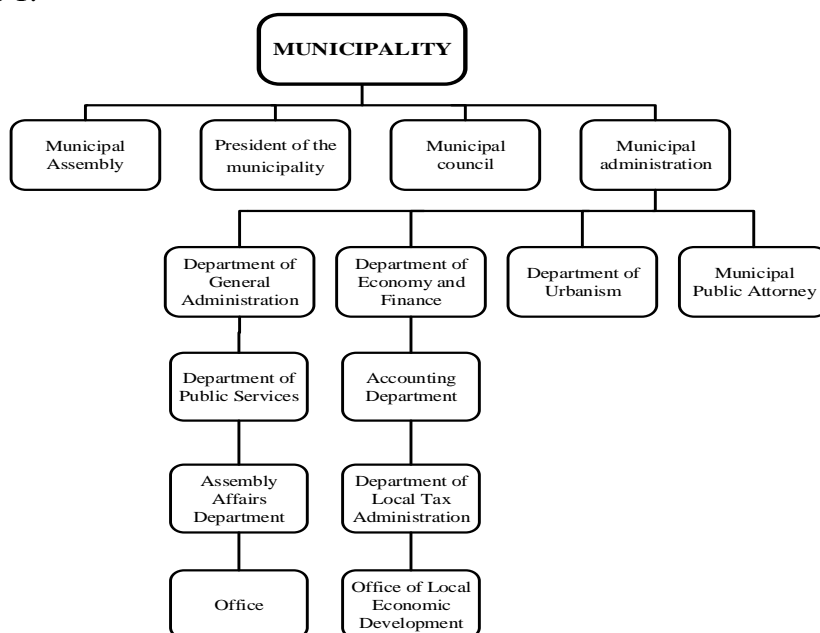 MUNICIPALITY
Municipal
Assembly
President of the
municipality
Municipal
council
Municipal
administration
Department of
General
Administration
Department of
Economy and
Finance
Department of
Urbanism
Municipal
Public Attorney
Department of
Public Services
Accounting
Department
Assembly
Affairs
Department
Department of
Local Tax
Administration
Office
Office of Local
Economic
Development